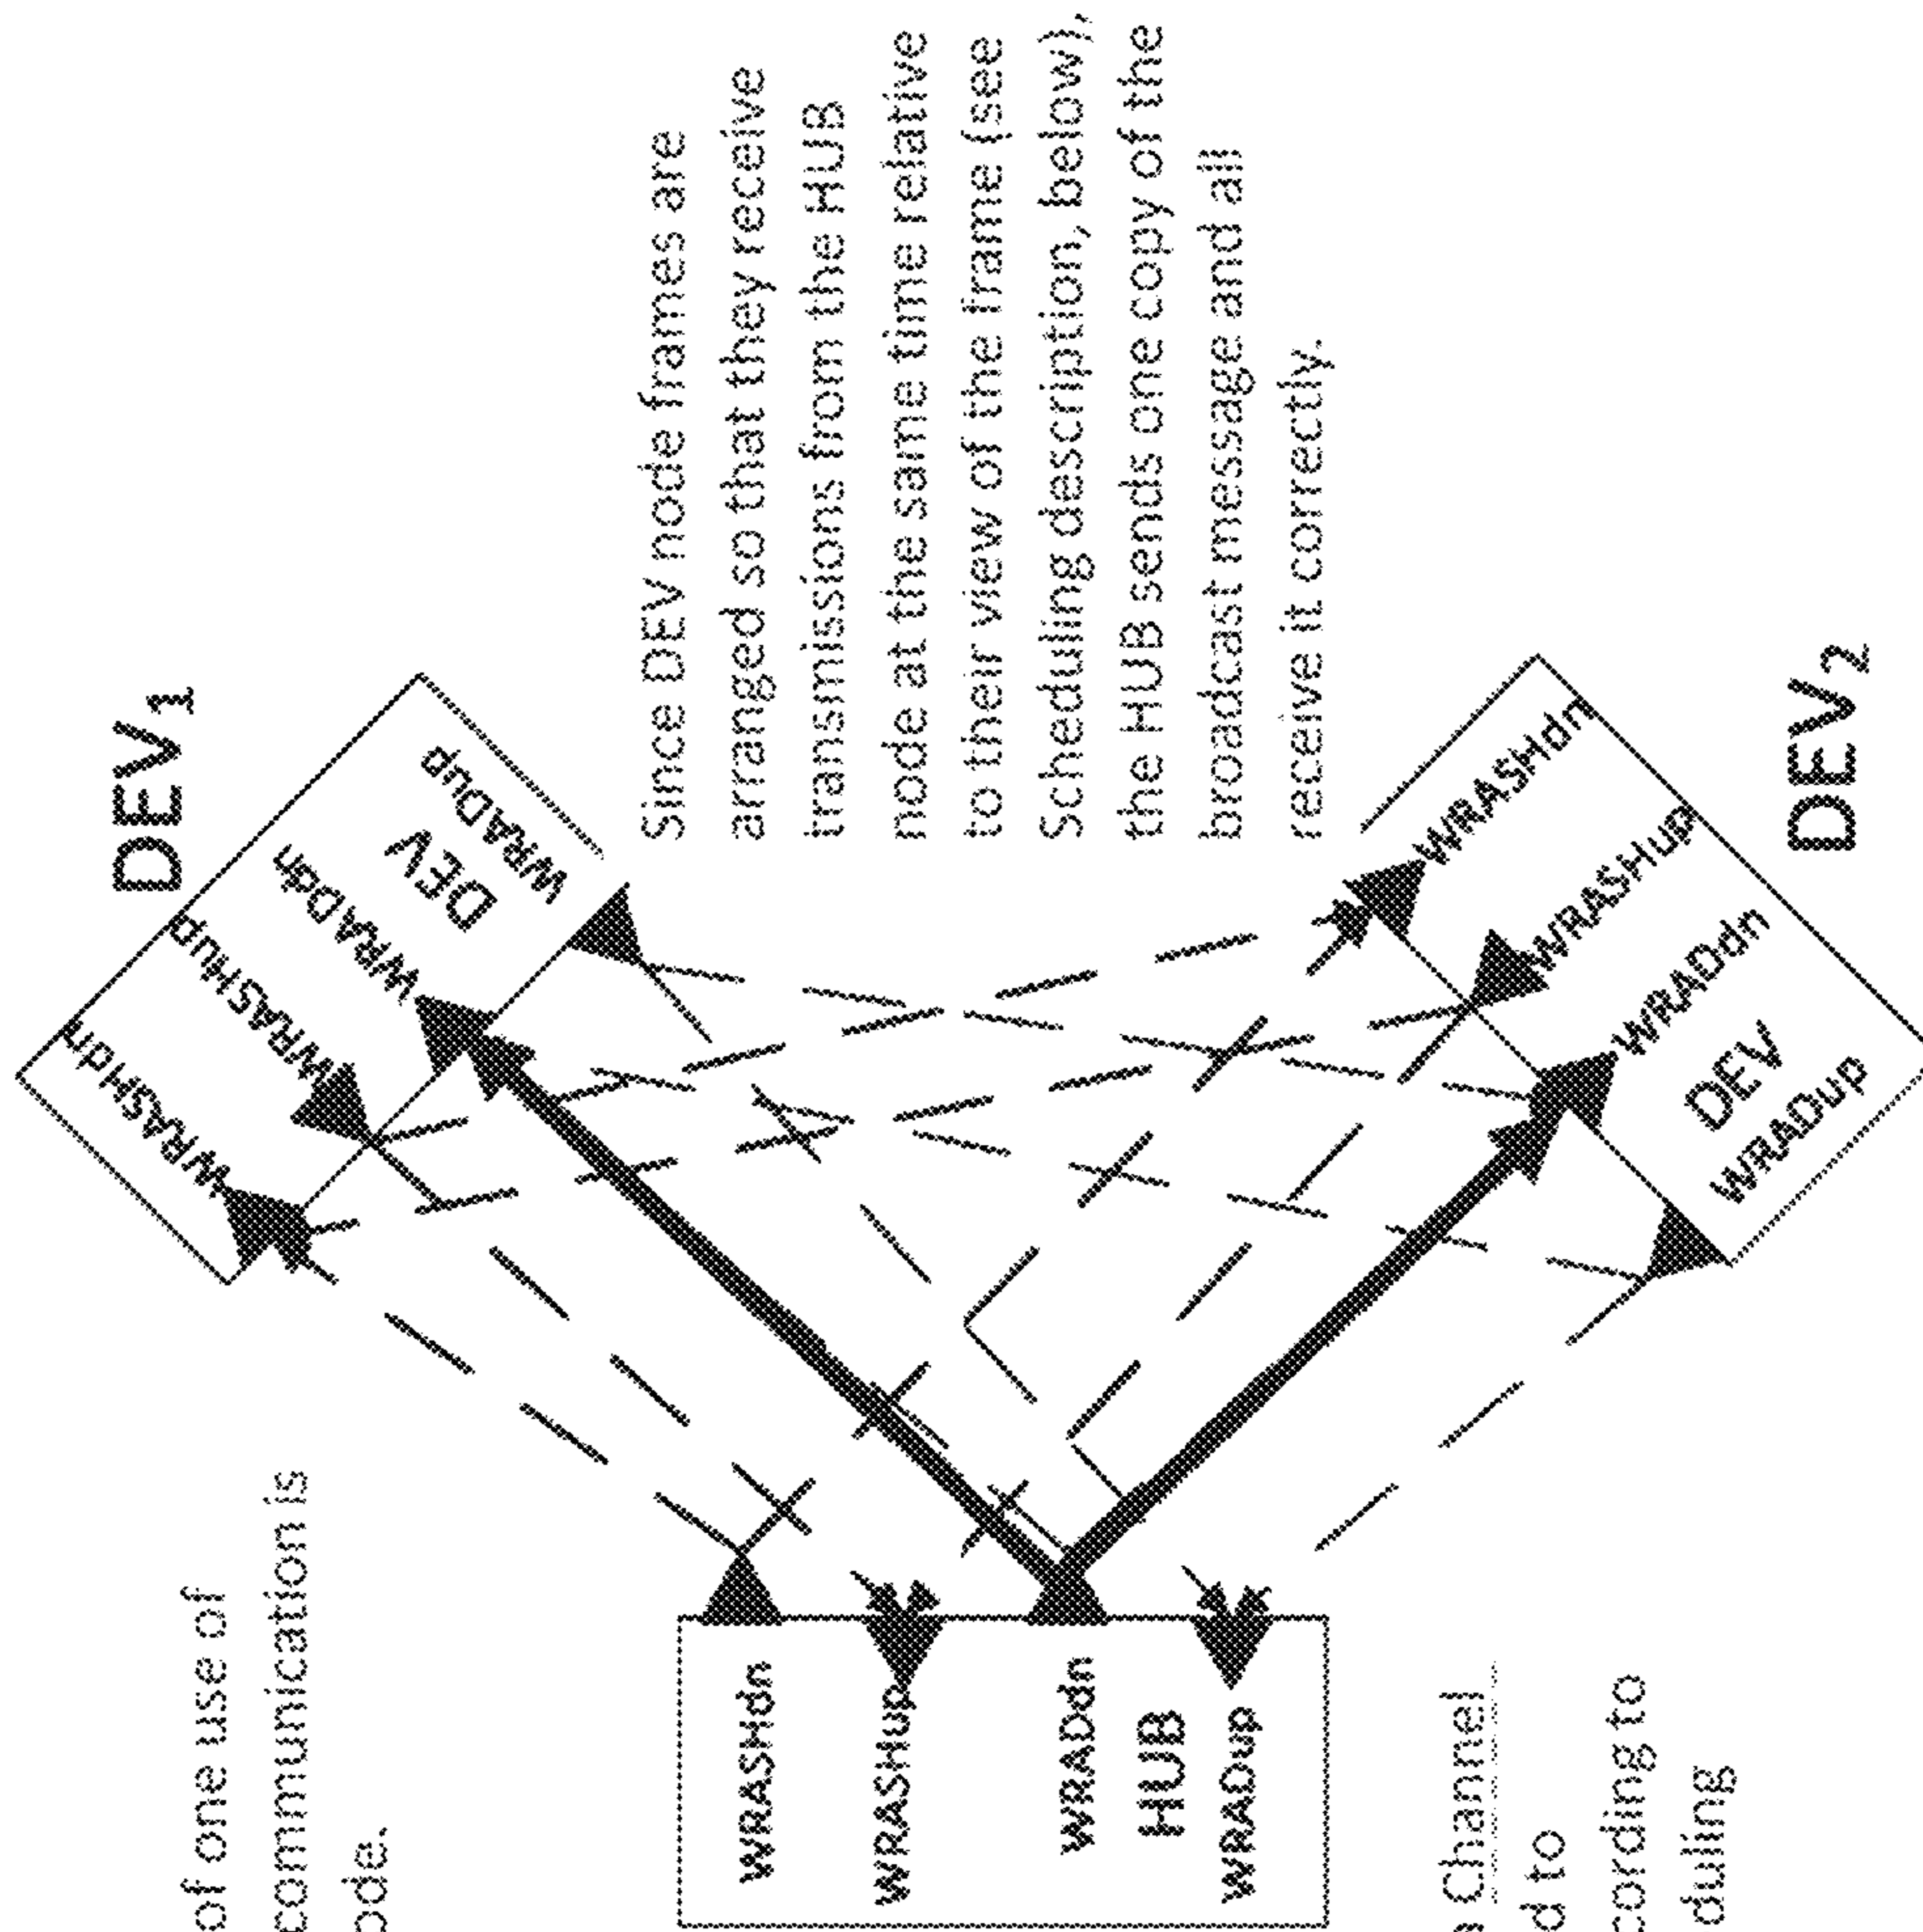 of one use of
communication is
Channel
d to
duling
WRASHdn
WRASHup
WRADdn
HUB
WRADup
DEV1
WRASHdn
WRASHup
WRADdn
DEV
WRADup
Since DEV node frames are
arranged so that they receive
transmissions from the HUB
node at the same time relative
to their view of the frame (see
Scheduling description, below),
the HUB sends one copy of the
broadcast message and all
receive it correctly.
WRASHdn
WRASHup
WRADdn
DEV
WRADup
DEV2